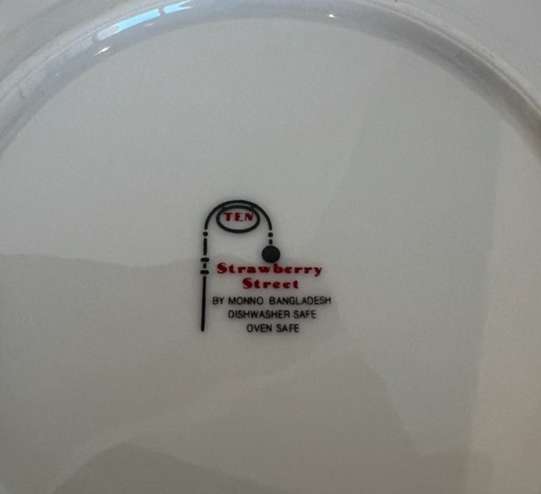 TEN
Strawberry
Street
BY MONNO BANGLADESH
DISHWASHER SAFE
OVEN SAFE